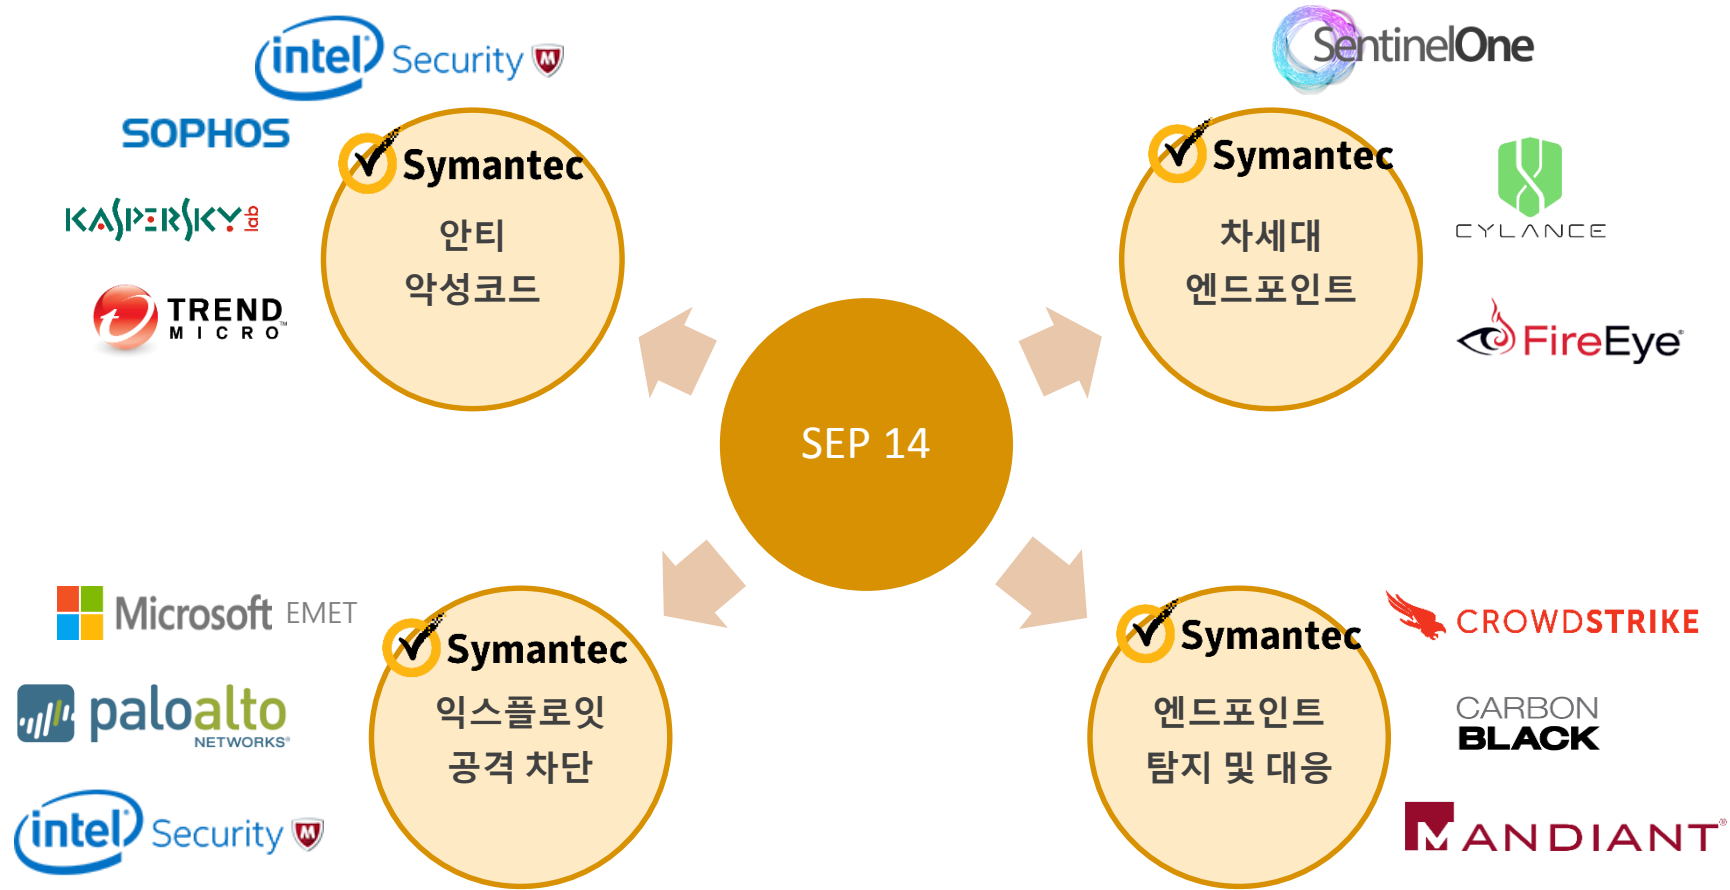 intel Security
SOPHOS
KASPERSKY lab
TREND
MICRO™
Symantec
안티
악성코드
SentinelOne
Symantec
차세대
엔드포인트
CYLANCE
FireEye®
SEP 14
Microsoft EMET
paloalto
NETWORKS®
intel Security
Symantec
익스플로잇
공격 차단
Symantec
엔드포인트
탐지 및 대응
CROWDSTRIKE
CARBON
BLACK
MANDIANT®